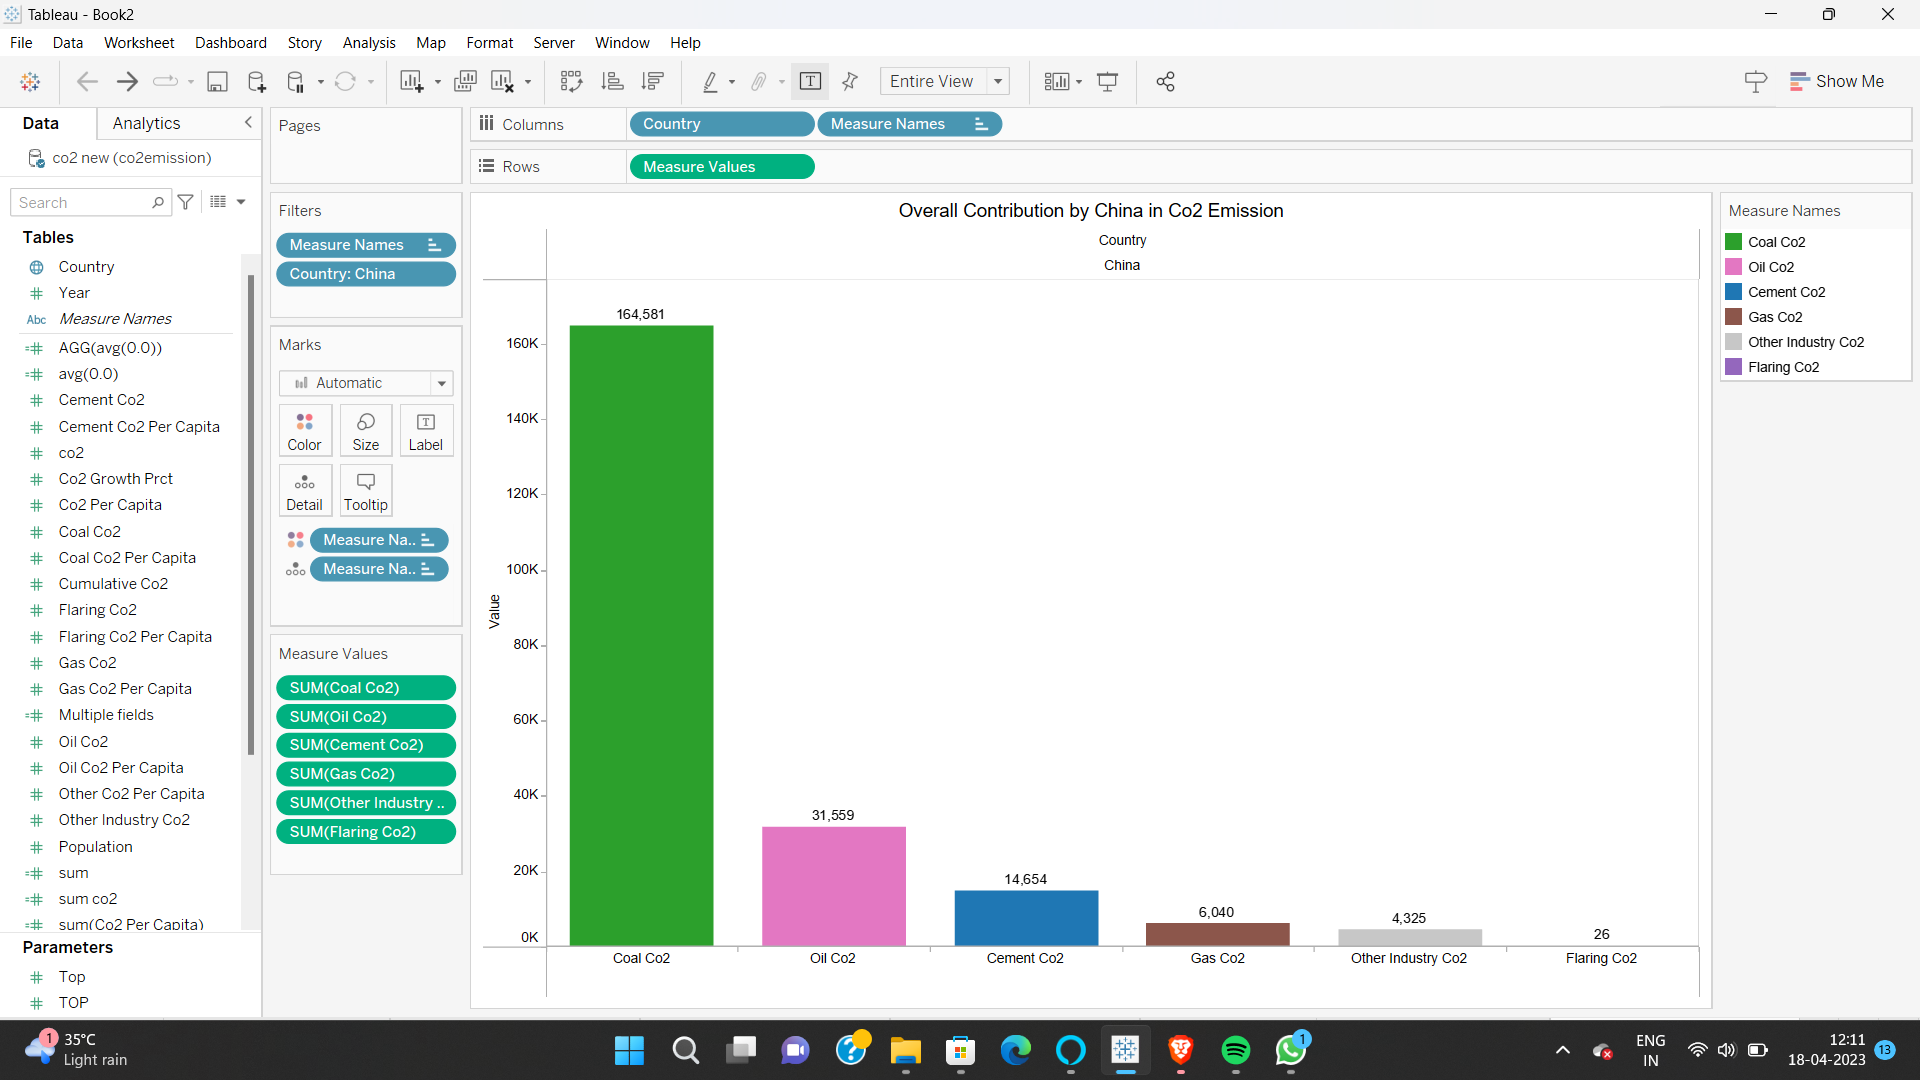 Tableau - Book2
File Data Worksheet Dashboard Story Analysis Map Format Server Window Help
Entire View
Show Me
Data Analytics
co2 new (co2emission)
Search
Tables
Country
Year
Abc Measure Names
AGG(avg(0.0))
avg(0.0)
Cement Co2
Cement Co2 Per Capita
co2
Co2 Growth Prct
Co2 Per Capita
Coal Co2
Coal Co2 Per Capita
Cumulative Co2
Flaring Co2
Flaring Co2 Per Capita
Gas Co2
Gas Co2 Per Capita
Multiple fields
Oil Co2
Oil Co2 Per Capita
Other Co2 Per Capita
Other Industry Co2
Population
sum
sum co2
sum(Co2 Per Capita)
Parameters
Top
TOP
Pages
Filters
Measure Names
Country: China
Marks
Automatic
Color Size Label
Detail Tooltip
Measure Na..
Measure Na..
Measure Values
SUM(Coal Co2)
SUM(Oil Co2)
SUM(Cement Co2)
SUM(Gas Co2)
SUM(Other Industry ..
SUM(Flaring Co2)
Columns Country Measure Names
Rows Measure Values
Overall Contribution by China in Co2 Emission
Country
China
Value
160K
140K
120K
100K
80K
60K
40K
20K
0K
164,581
31,559
14,654
6,040
4,325
26
Coal Co2 Oil Co2 Cement Co2 Gas Co2 Other Industry Co2 Flaring Co2
Measure Names
Coal Co2
Oil Co2
Cement Co2
Gas Co2
Other Industry Co2
Flaring Co2
1
35°C
Light rain
1
ENG
IN
12:11
18-04-2023
13